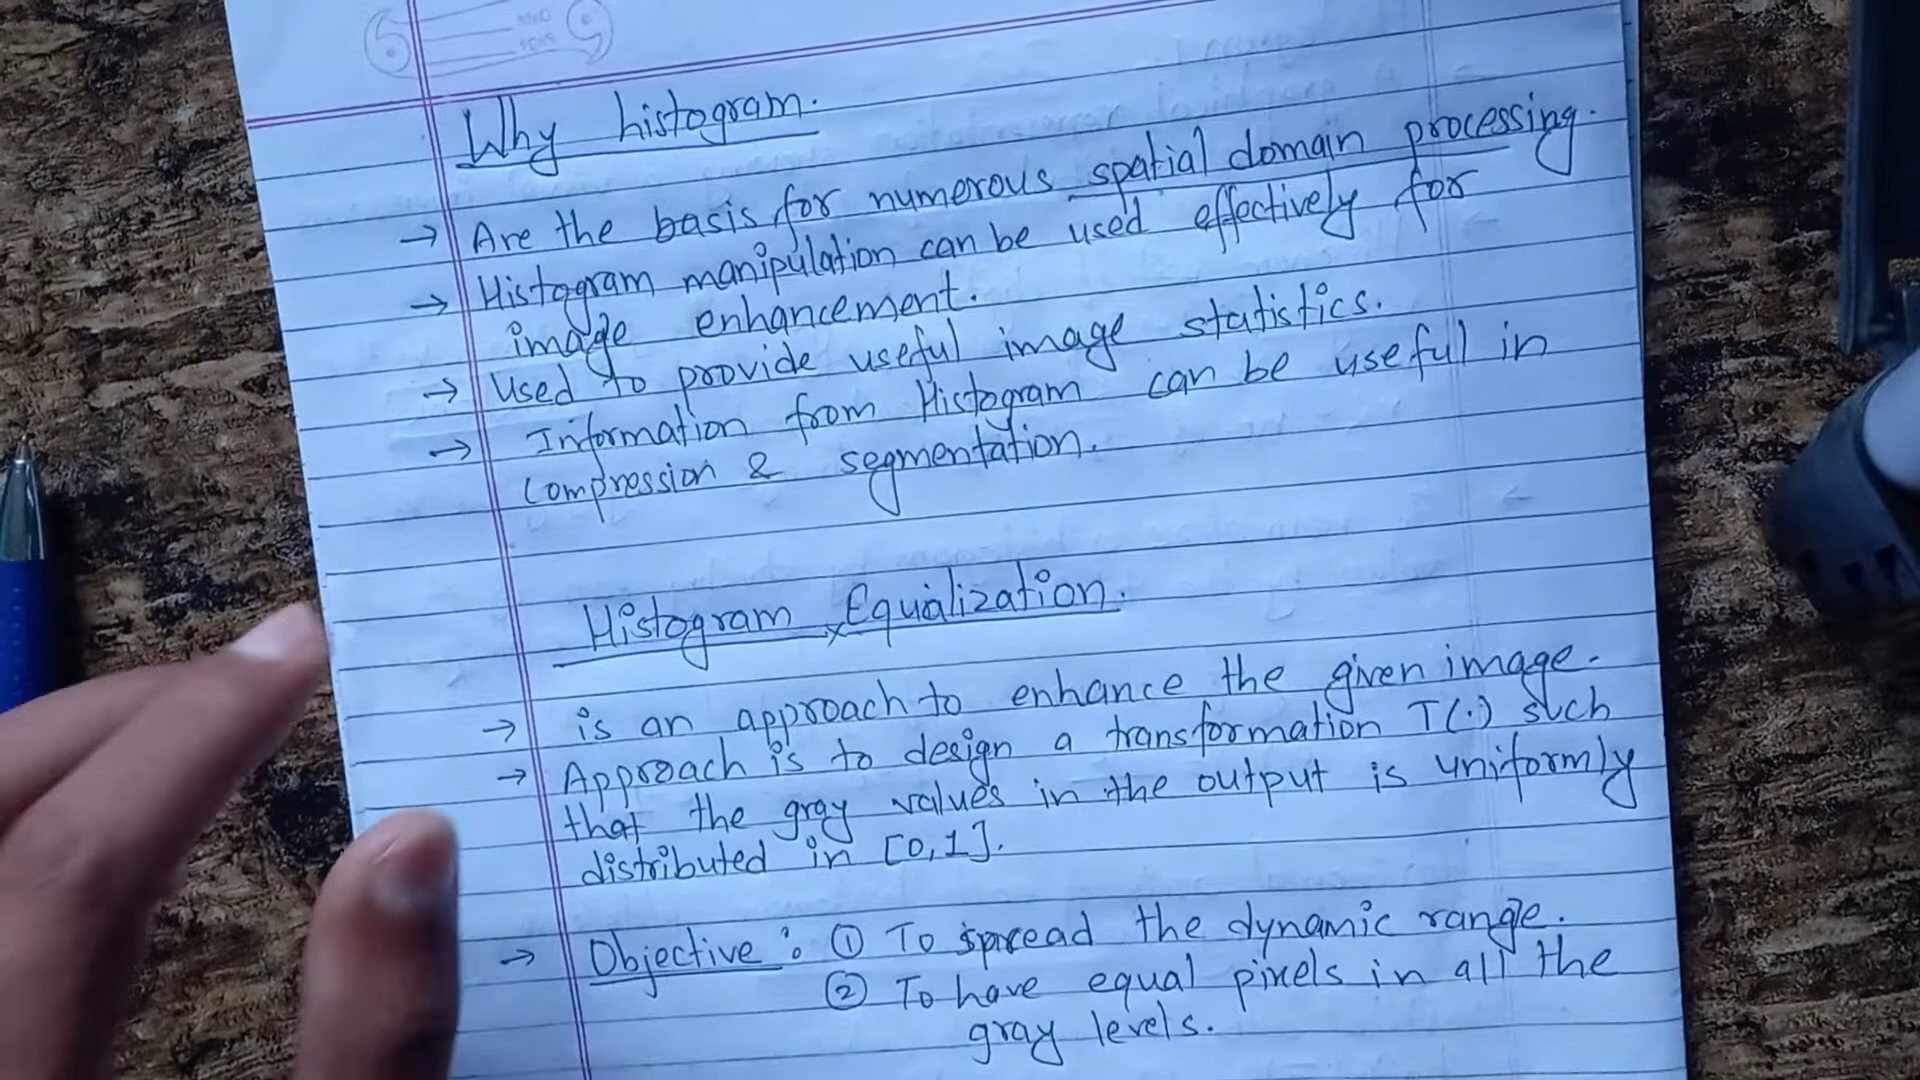 Why histogram.
→ Are the basis for numerous spatial domain processing.
→ Histogram manipulation can be used effectively for
image enhancement.
→ Used to provide useful image statistics.
→ Information from Histogram can be useful in
compression & segmentation.
Histogram Equalization.
→ is an approach to enhance the given image.
→ Approach is to design a transformation T(.) such
that the gray values in the output is uniformly
distributed in [0,1].
→ Objective : ① To spread the dynamic range.
② To have equal pixels in all the
gray levels.